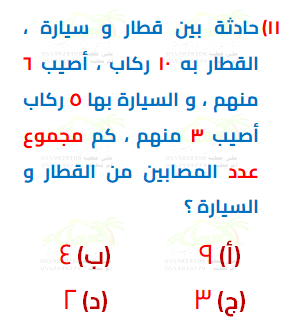 ١١) حادثة بين قطار و سيارة ،
القطار به ١٠ ركاب ، أصيب ٦
منهم ، و السيارة بها ٥ ركاب
أصيب ٣ منهم ، كم مجموع
عدد المصابين من القطار و
السيارة ؟
(أ) ٩ (ب) ٤
(ج) ٣ (د) ٢